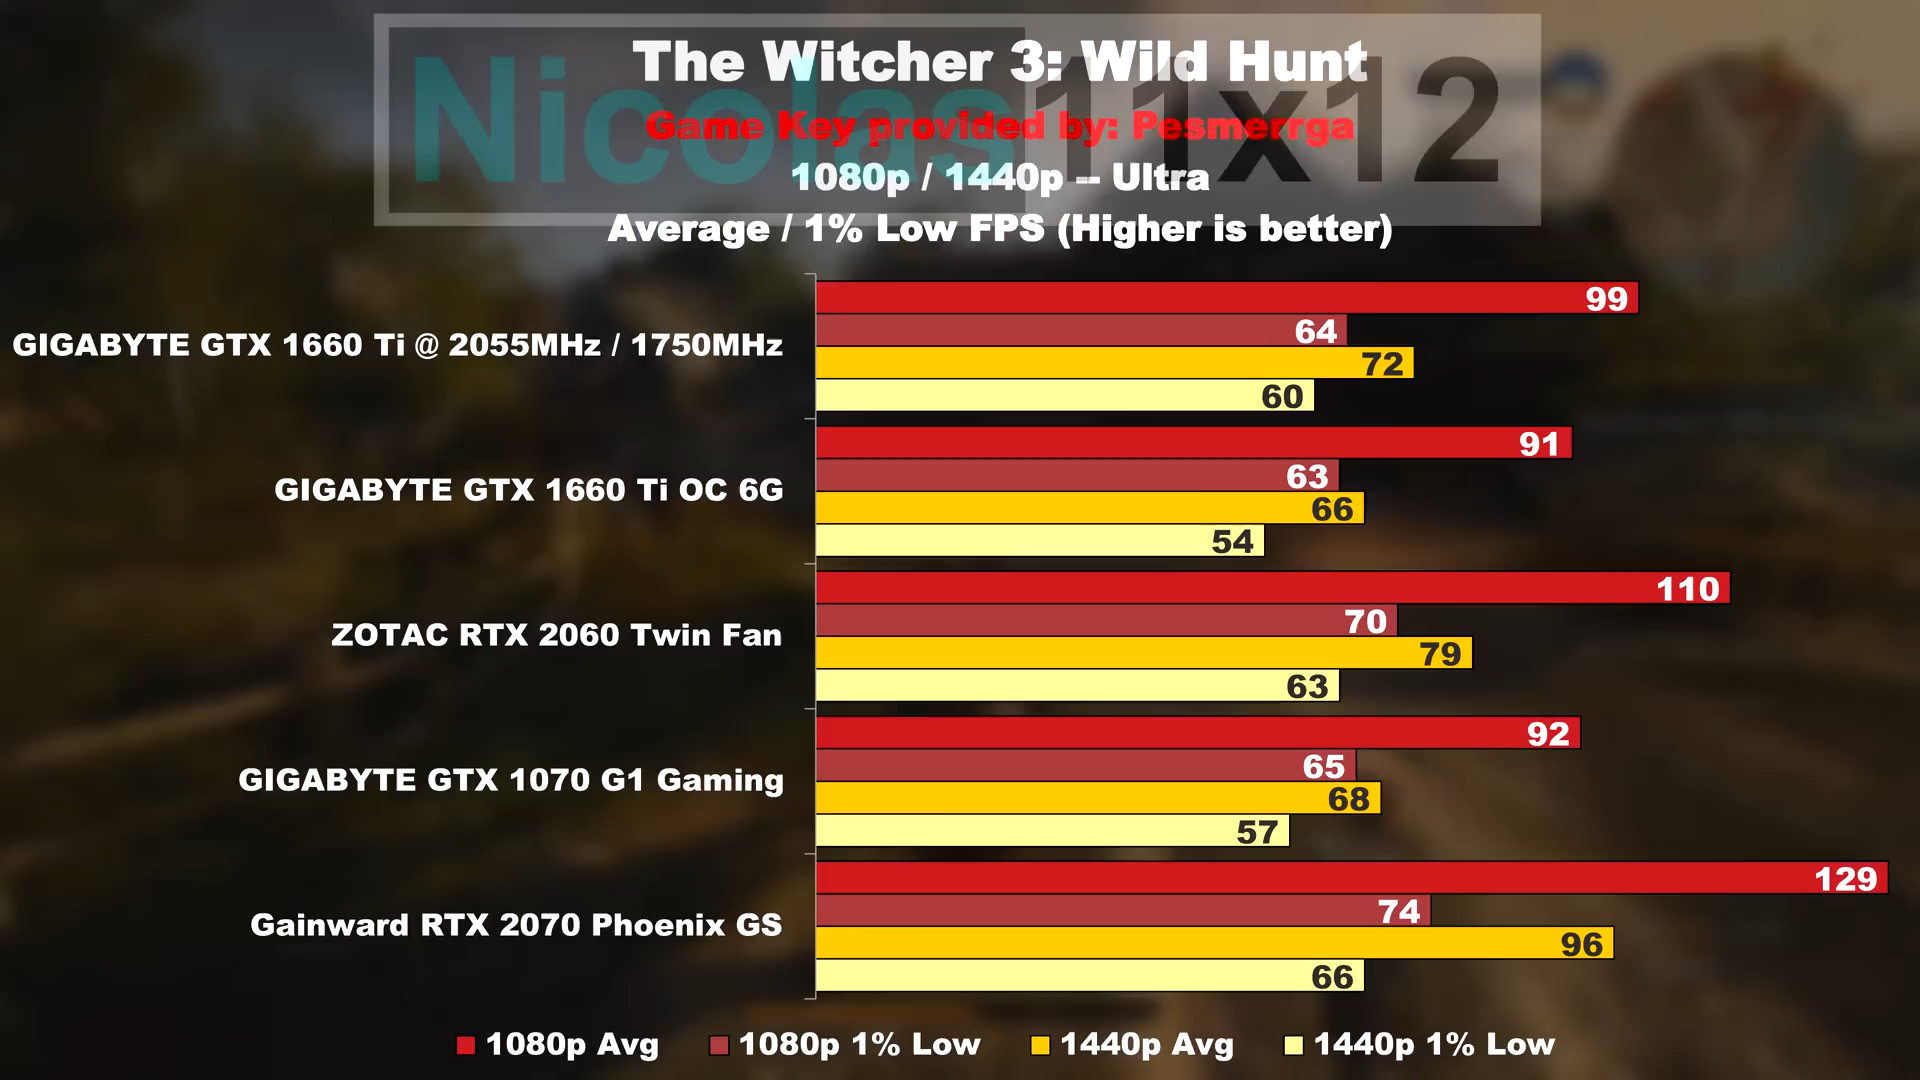 Nicolas11x12
The Witcher 3: Wild Hunt
Game Key provided by: Pesmerrga
1080p / 1440p -- Ultra
Average / 1% Low FPS (Higher is better)
GIGABYTE GTX 1660 Ti @ 2055MHz / 1750MHz
99
64
72
60
GIGABYTE GTX 1660 Ti OC 6G
91
63
66
54
ZOTAC RTX 2060 Twin Fan
110
70
79
63
GIGABYTE GTX 1070 G1 Gaming
92
65
68
57
Gainward RTX 2070 Phoenix GS
129
74
96
66
1080p Avg 1080p 1% Low 1440p Avg 1440p 1% Low